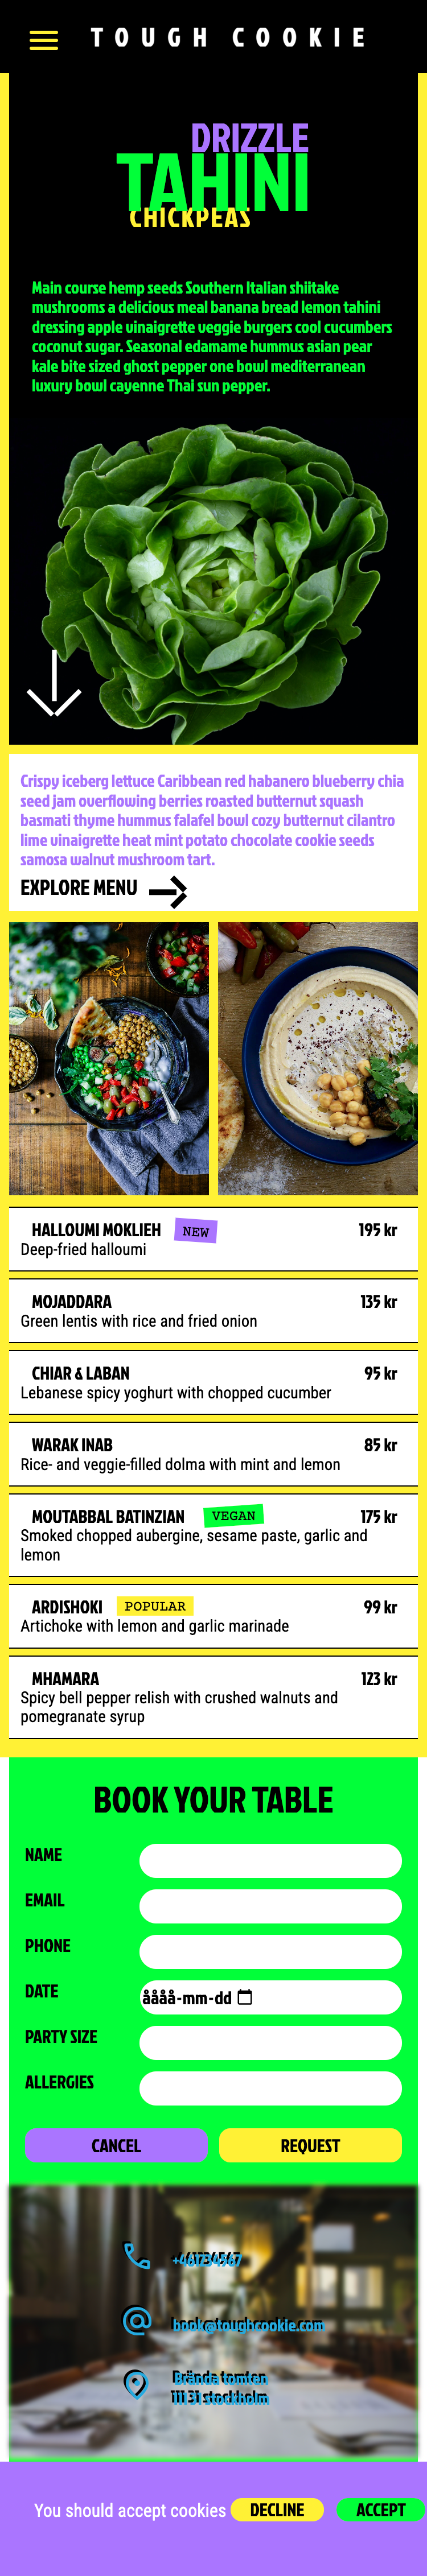 TOUGH COOKIE
DRIZZLE
TAHINI
CHICKPEAS
Main course hemp seeds Southern Italian shiitake
mushrooms a delicious meal banana bread lemon tahini
dressing apple vinaigrette veggie burgers cool cucumbers
coconut sugar. Seasonal edamame hummus asian pear
kale bite sized ghost pepper one bowl mediterranean
luxury bowl cayenne Thai sun pepper.
Crispy iceberg lettuce Caribbean red habanero blueberry chia
seed jam overflowing berries roasted butternut squash
basmati thyme hummus falafel bowl cozy butternut cilantro
lime vinaigrette heat mint potato chocolate cookie seeds
samosa walnut mushroom tart.
EXPLORE MENU
HALLOUMI MOKLIEH NEW 195 kr
Deep-fried halloumi
MOJADDARA 135 kr
Green lentis with rice and fried onion
CHIAR & LABAN 95 kr
Lebanese spicy yoghurt with chopped cucumber
WARAK INAB 85 kr
Rice- and veggie-filled dolma with mint and lemon
MOUTABBAL BATINZIAN VEGAN 175 kr
Smoked chopped aubergine, sesame paste, garlic and
lemon
ARDISHOKI POPULAR 99 kr
Artichoke with lemon and garlic marinade
MHAMARA 123 kr
Spicy bell pepper relish with crushed walnuts and
pomegranate syrup
BOOK YOUR TABLE
NAME
EMAIL
PHONE
DATE åååå-mm-dd
PARTY SIZE
ALLERGIES
CANCEL REQUEST
+461234567
book@toughcookie.com
Brända tomten
111 31 stockholm
You should accept cookies DECLINE ACCEPT